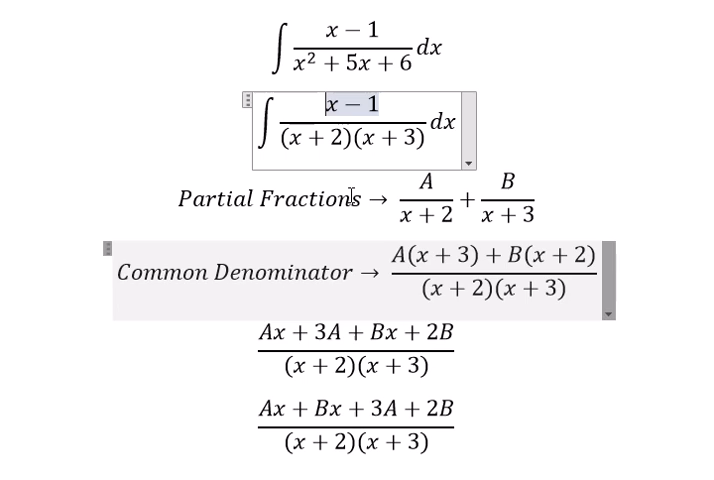 ∫ (x − 1)/(x² + 5x + 6) dx
∫ (x − 1)/((x + 2)(x + 3)) dx
Partial Fractions → A/(x + 2) + B/(x + 3)
Common Denominator → (A(x + 3) + B(x + 2))/((x + 2)(x + 3))
(Ax + 3A + Bx + 2B)/((x + 2)(x + 3))
(Ax + Bx + 3A + 2B)/((x + 2)(x + 3))